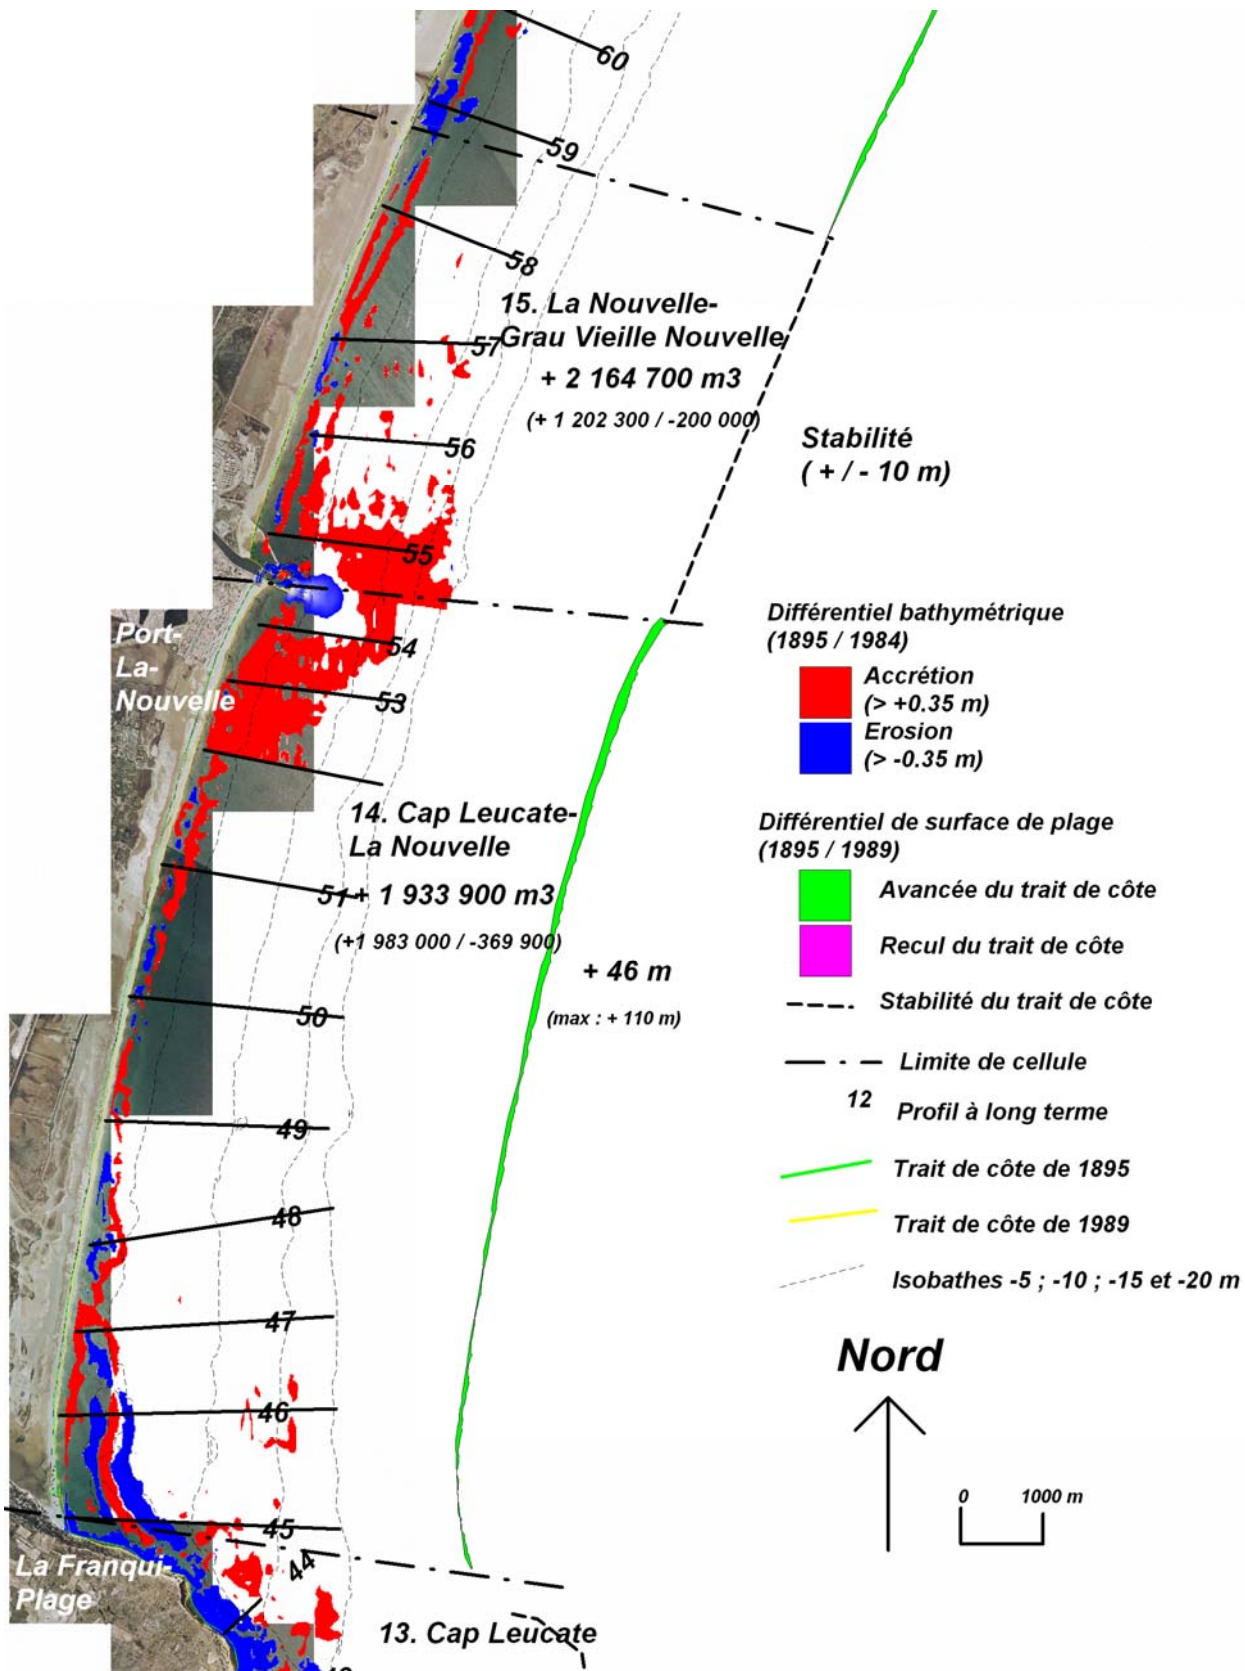 60
59
58
15. La Nouvelle-
Grau Vieille Nouvelle
57
+ 2 164 700 m3
(+ 1 202 300 / -200 000)
56
Stabilité
( + / - 10 m)
55
54
53
Port-
La-
Nouvelle
Différentiel bathymétrique
(1895 / 1984)
Accrétion
(> +0.35 m)
Erosion
(> -0.35 m)
14. Cap Leucate-
La Nouvelle
51
+ 1 933 900 m3
(+1 983 000 / -369 900)
+ 46 m
(max : + 110 m)
50
49
48
47
46
45
44
Différentiel de surface de plage
(1895 / 1989)
Avancée du trait de côte
Recul du trait de côte
Stabilité du trait de côte
Limite de cellule
12 Profil à long terme
Trait de côte de 1895
Trait de côte de 1989
Isobathes -5 ; -10 ; -15 et -20 m
Nord
0 1000 m
La Franqui-
Plage
13. Cap Leucate